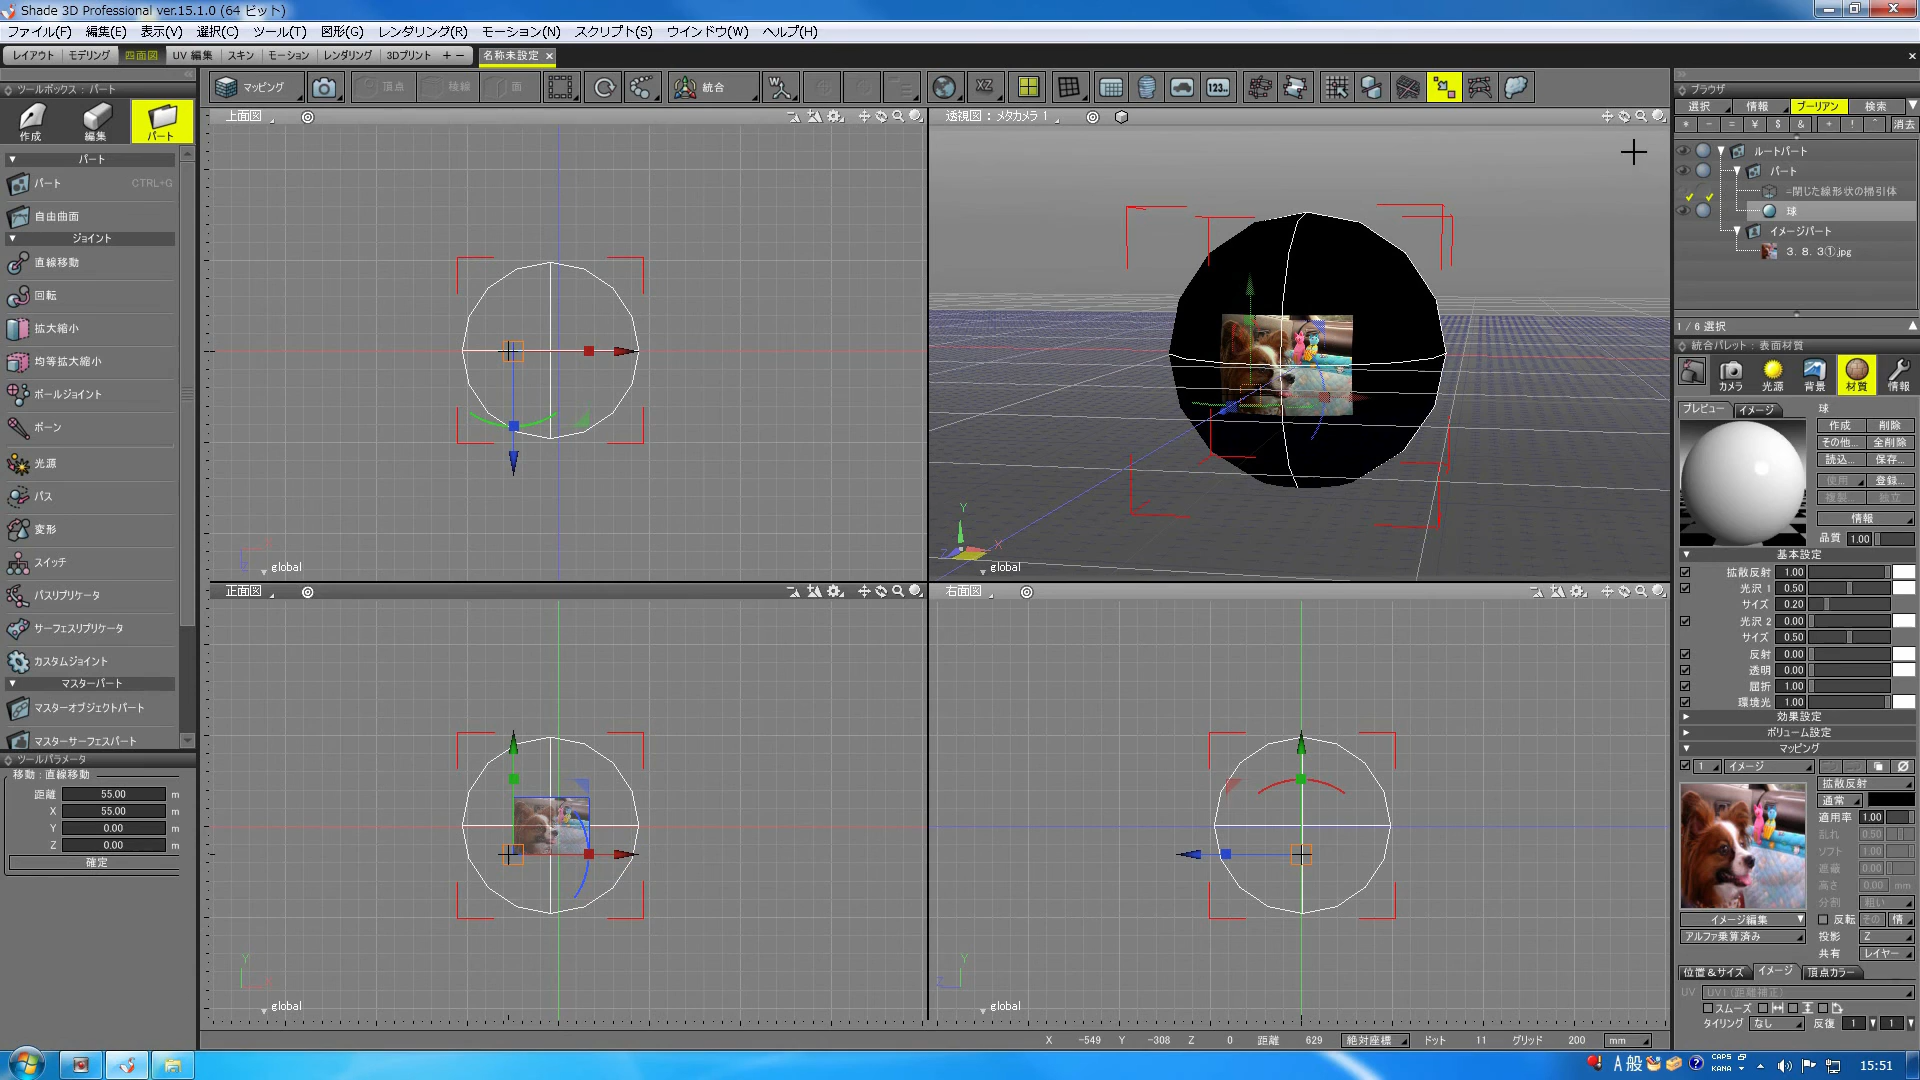 Shade 3D Professional ver.15.1.0 (64 ビット)
ファイル(F) 編集(E) 表示(V) 選択(C) ツール(T) 図形(G) レンダリング(R) モーション(N) スクリプト(S) ウインドウ(W) ヘルプ(H)
レイアウト モデリング 四面図 UV 編集 スキン モーション レンダリング 3Dプリント + ー 名称未設定
ツールボックス : パート
作成 編集 パート
パート
パート CTRL+G
自由曲面
ジョイント
直線移動
回転
拡大縮小
均等拡大縮小
ボールジョイント
ボーン
光源
パス
変形
スイッチ
パスリプリケータ
サーフェスリプリケータ
カスタムジョイント
マスターパート
マスターオブジェクトパート
マスターサーフェスパート
ツールパラメータ
移動 : 直線移動
距離 55.00 m
X 55.00 m
Y 0.00 m
Z 0.00 m
確定
マッピング 頂点 稜線 面 統合 W XZ 123...
上面図
global
透視図 : メタカメラ 1
Y X Z
global
正面図
Y
global
右面図
Y Z
global
X -549 Y -308 Z 0 距離 629 絶対座標 ドット 11 グリッド 200 mm
ブラウザ
選択 情報 ブーリアン 検索
* - = ¥ $ & + ! ^ 消去
ルートパート
パート
=閉じた線形状の掃引体
球
イメージパート
3. 8. 3①.jpg
1 / 6 選択
統合パレット : 表面材質
カメラ 光源 背景 材質 情報
プレビュー イメージ 球
作成 削除
その他... 全削除
読込... 保存...
使用 登録...
複製... 独立
情報
品質 1.00
基本設定
拡散反射 1.00
光沢 1 0.50
サイズ 0.20
光沢 2 0.00
サイズ 0.50
反射 0.00
透明 0.00
屈折 1.00
環境光 1.00
効果設定
ボリューム設定
マッピング
1 イメージ
拡散反射
通常
適用率 1.00
乱れ 0.50
ソフト 1.00
遮蔽 0.00
高さ 0.00 mm
分割 粗い
イメージ編集 反転 その 情
アルファ乗算済み 投影 Z
共有 レイヤー
位置＆サイズ イメージ 頂点カラー
UV UV1 (距離補正)
スムーズ
タイリング なし 反復 1 1
A 般 CAPS KANA 15:51